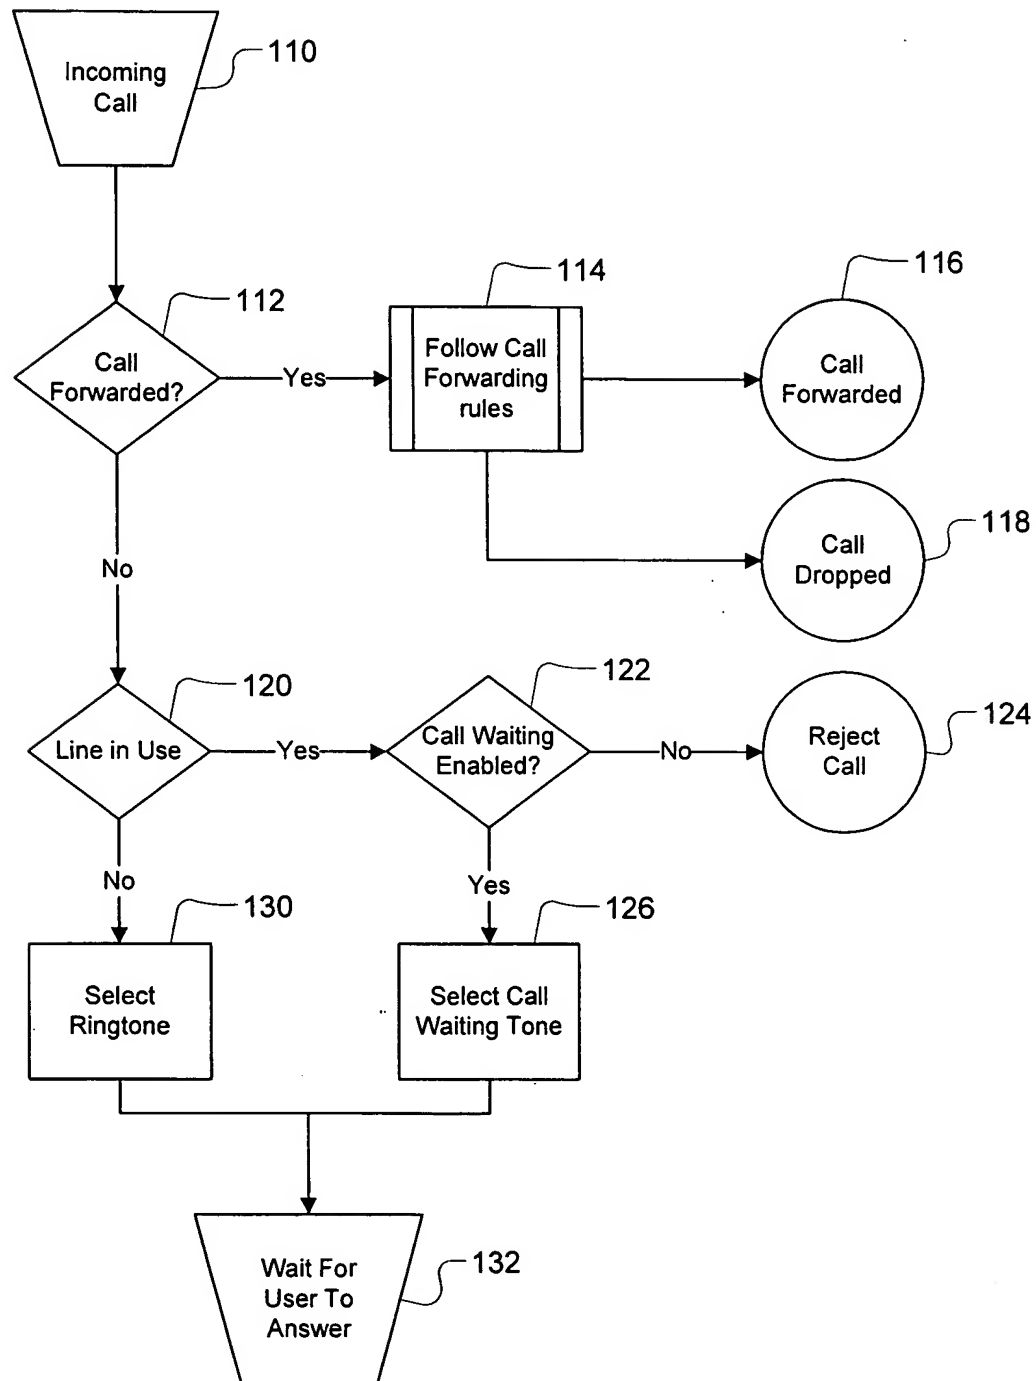 Incoming
Call
110
Call
Forwarded?
112
Yes
Follow Call
Forwarding
rules
114
Call
Forwarded
116
Call
Dropped
118
No
Line in Use
120
Yes
Call Waiting
Enabled?
122
No
Reject
Call
124
No
Yes
Select
Ringtone
130
Select Call
Waiting Tone
126
Wait For
User To
Answer
132